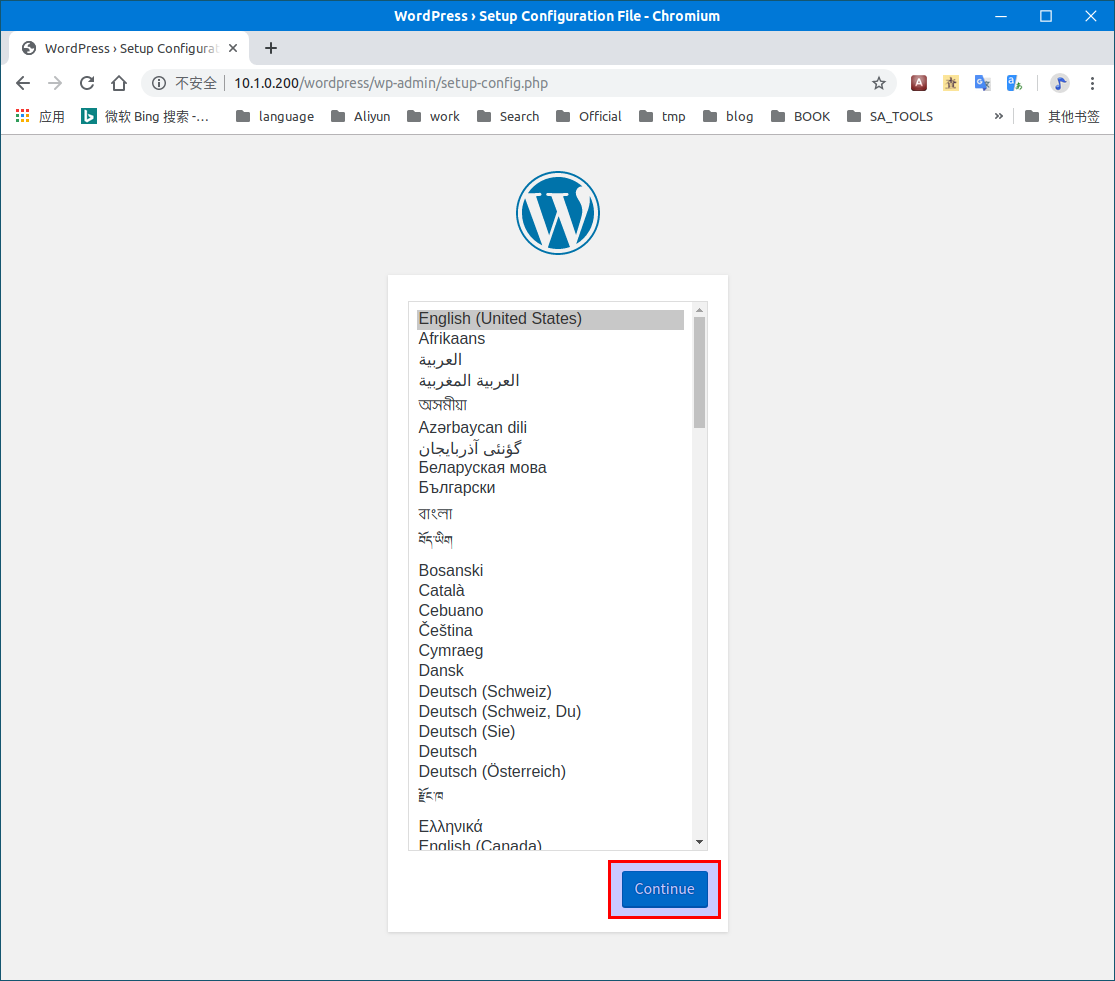 WordPress › Setup Configuration File - Chromium
WordPress › Setup Configurat
不安全 10.1.0.200/wordpress/wp-admin/setup-config.php
应用 微软 Bing 搜索 -... language Aliyun work Search Official tmp blog BOOK SA_TOOLS » 其他书签
English (United States)
Afrikaans
العربية
العربية المغربية
অসমীয়া
Azərbaycan dili
گؤنئی آذربایجان
Беларуская мова
Български
বাংলা
བོད་ཡིག
Bosanski
Català
Cebuano
Čeština
Cymraeg
Dansk
Deutsch (Schweiz)
Deutsch (Schweiz, Du)
Deutsch (Sie)
Deutsch
Deutsch (Österreich)
རྫོང་ཁ
Ελληνικά
English (Canada)
Continue